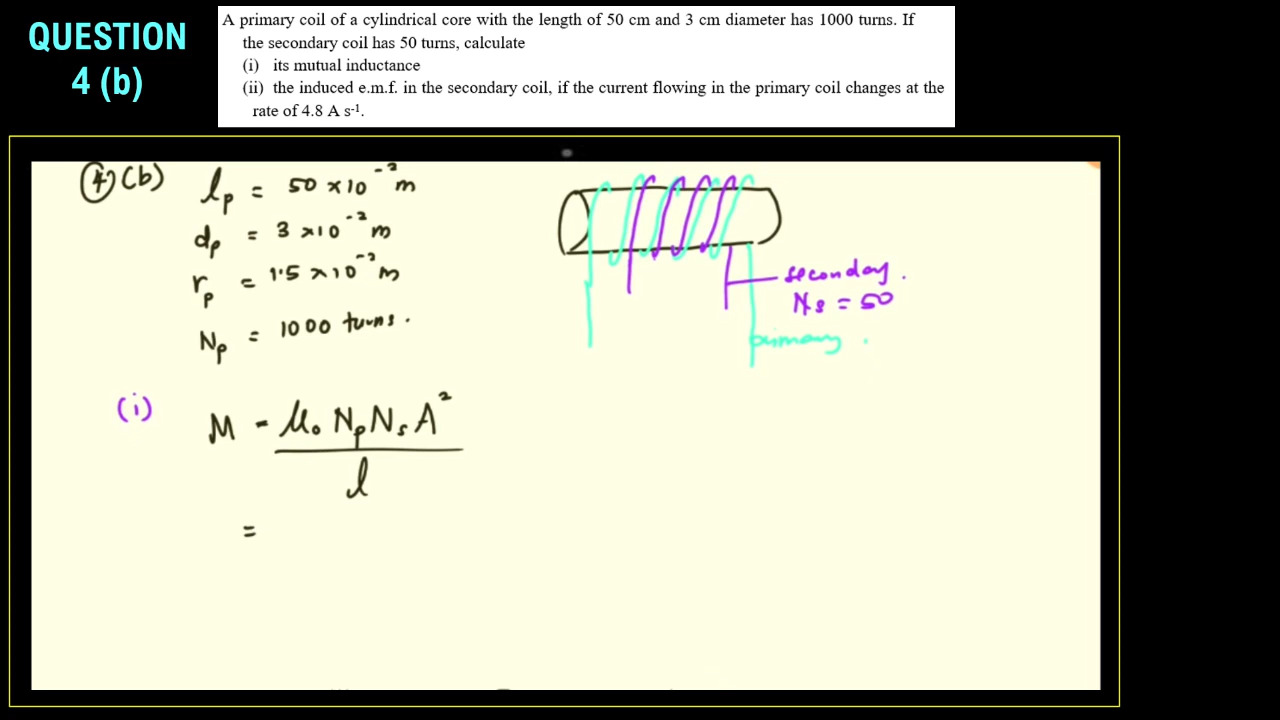 QUESTION
4 (b)
A primary coil of a cylindrical core with the length of 50 cm and 3 cm diameter has 1000 turns. If
the secondary coil has 50 turns, calculate
(i) its mutual inductance
(ii) the induced e.m.f. in the secondary coil, if the current flowing in the primary coil changes at the
rate of 4.8 A s⁻¹.
④(b) lₚ = 50 ×10⁻² m
dₚ = 3 ×10⁻² m
rₚ = 1.5 ×10⁻² m
Nₚ = 1000 turns.
seconday.
Ns = 50
primary.
(i) M = μ₀ Nₚ Nₛ A²
l
=